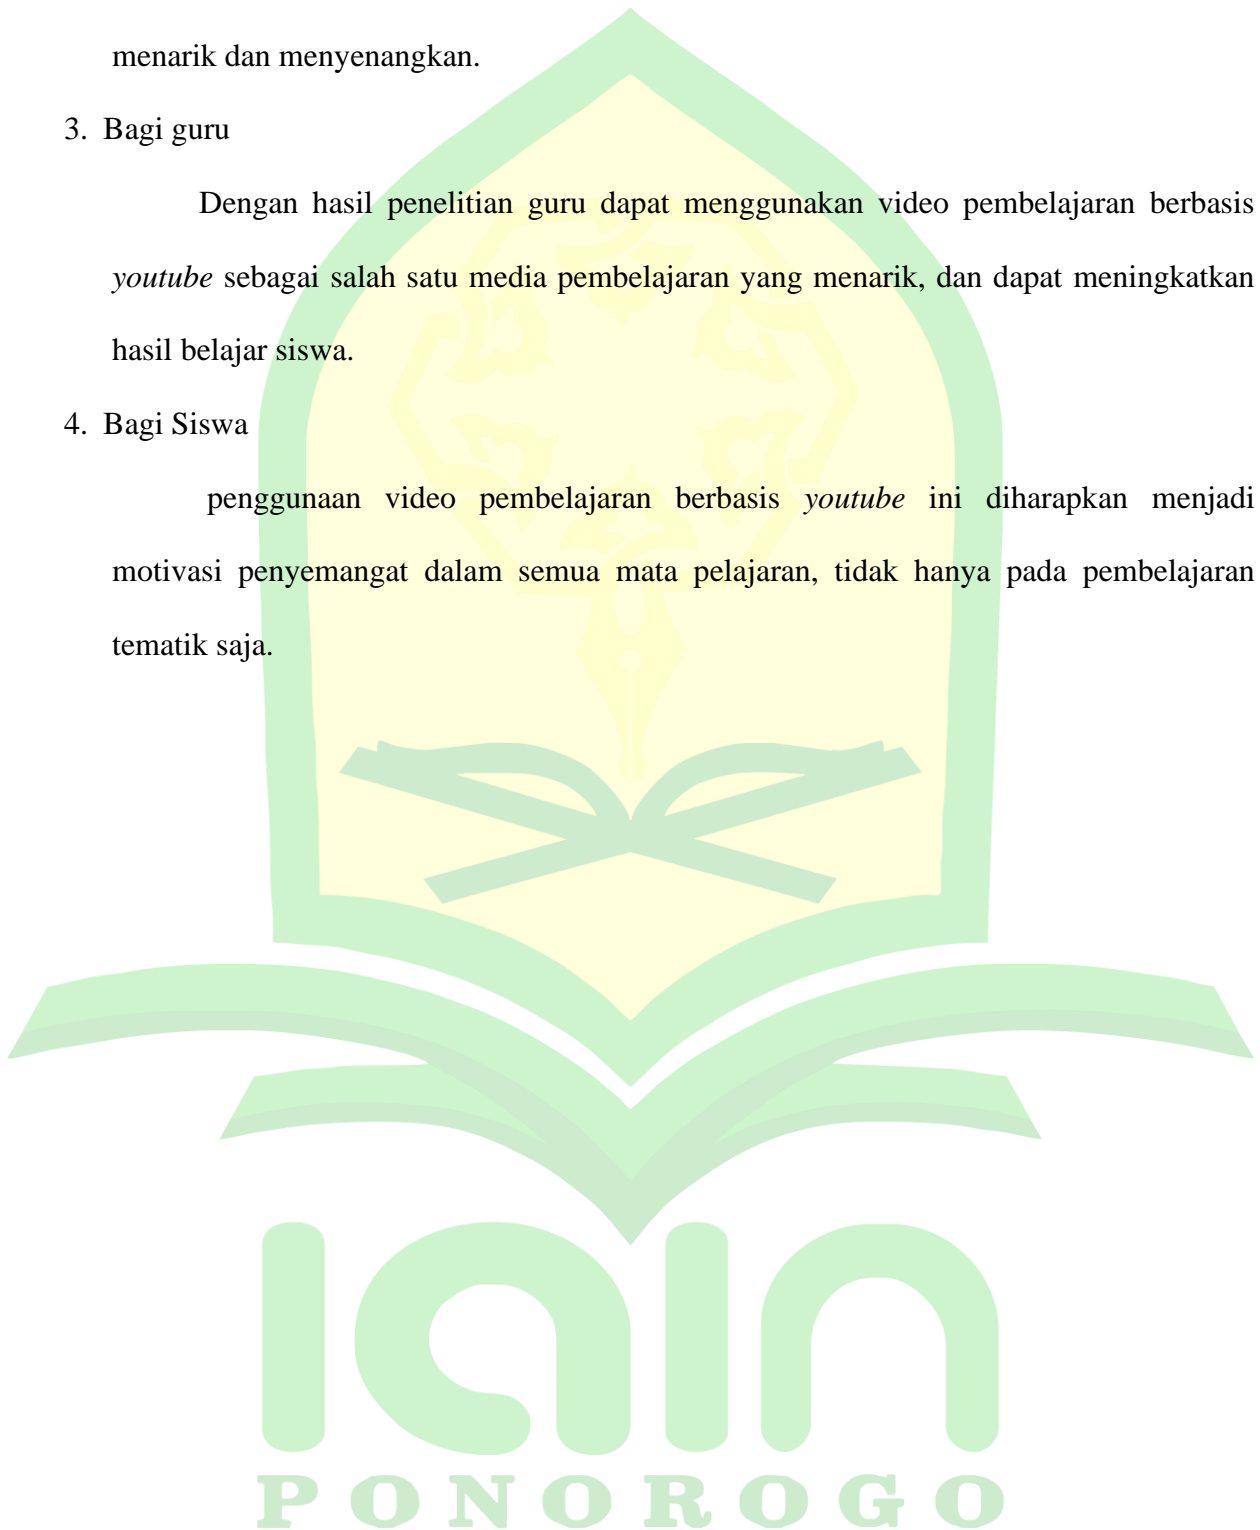 menarik dan menyenangkan.
3. Bagi guru
Dengan hasil penelitian guru dapat menggunakan video pembelajaran berbasis
youtube sebagai salah satu media pembelajaran yang menarik, dan dapat meningkatkan
hasil belajar siswa.
4. Bagi Siswa
penggunaan video pembelajaran berbasis youtube ini diharapkan menjadi
motivasi penyemangat dalam semua mata pelajaran, tidak hanya pada pembelajaran
tematik saja.
iain
PONOROGO